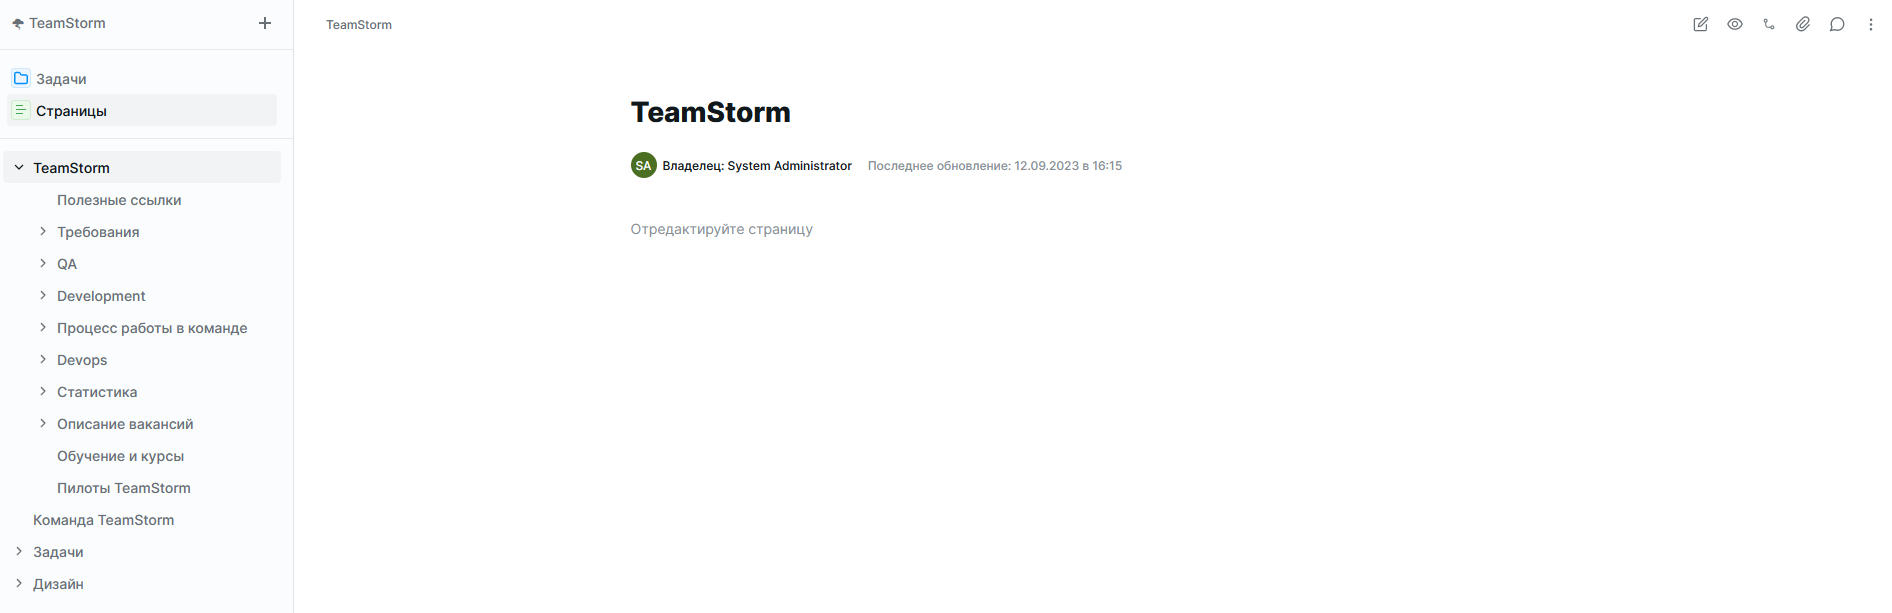 TeamStorm
Задачи
Страницы
TeamStorm
Полезные ссылки
Требования
QA
Development
Процесс работы в команде
Devops
Статистика
Описание вакансий
Обучение и курсы
Пилоты TeamStorm
Команда TeamStorm
Задачи
Дизайн
TeamStorm
TeamStorm
SA Владелец: System Administrator Последнее обновление: 12.09.2023 в 16:15
Отредактируйте страницу